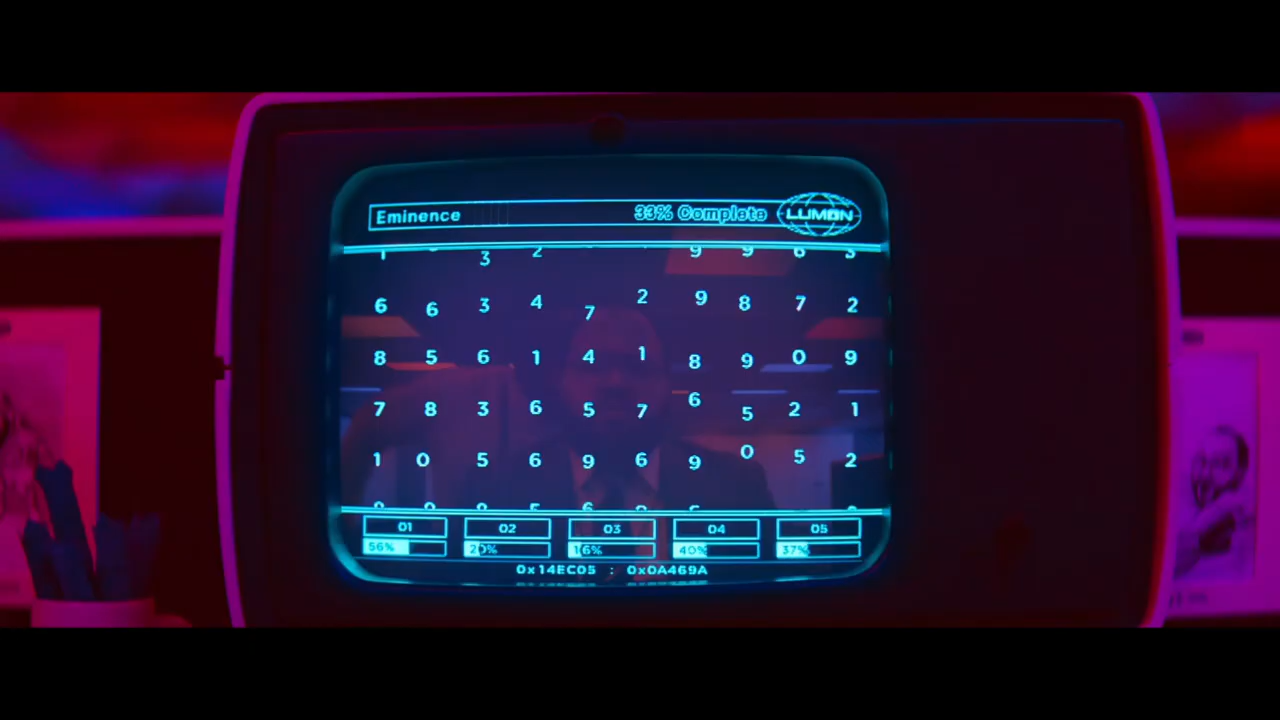 Eminence 33% Complete LUMON
3 2 9 9 6 3
6 6 3 4 7 2 9 8 7 2
8 5 6 1 4 1 8 9 0 9
7 8 3 6 5 7 6 5 2 1
1 0 5 6 9 6 9 0 5 2
01 02 03 04 05
56% 20% 16% 40% 37%
0x14EC05 : 0x0A469A